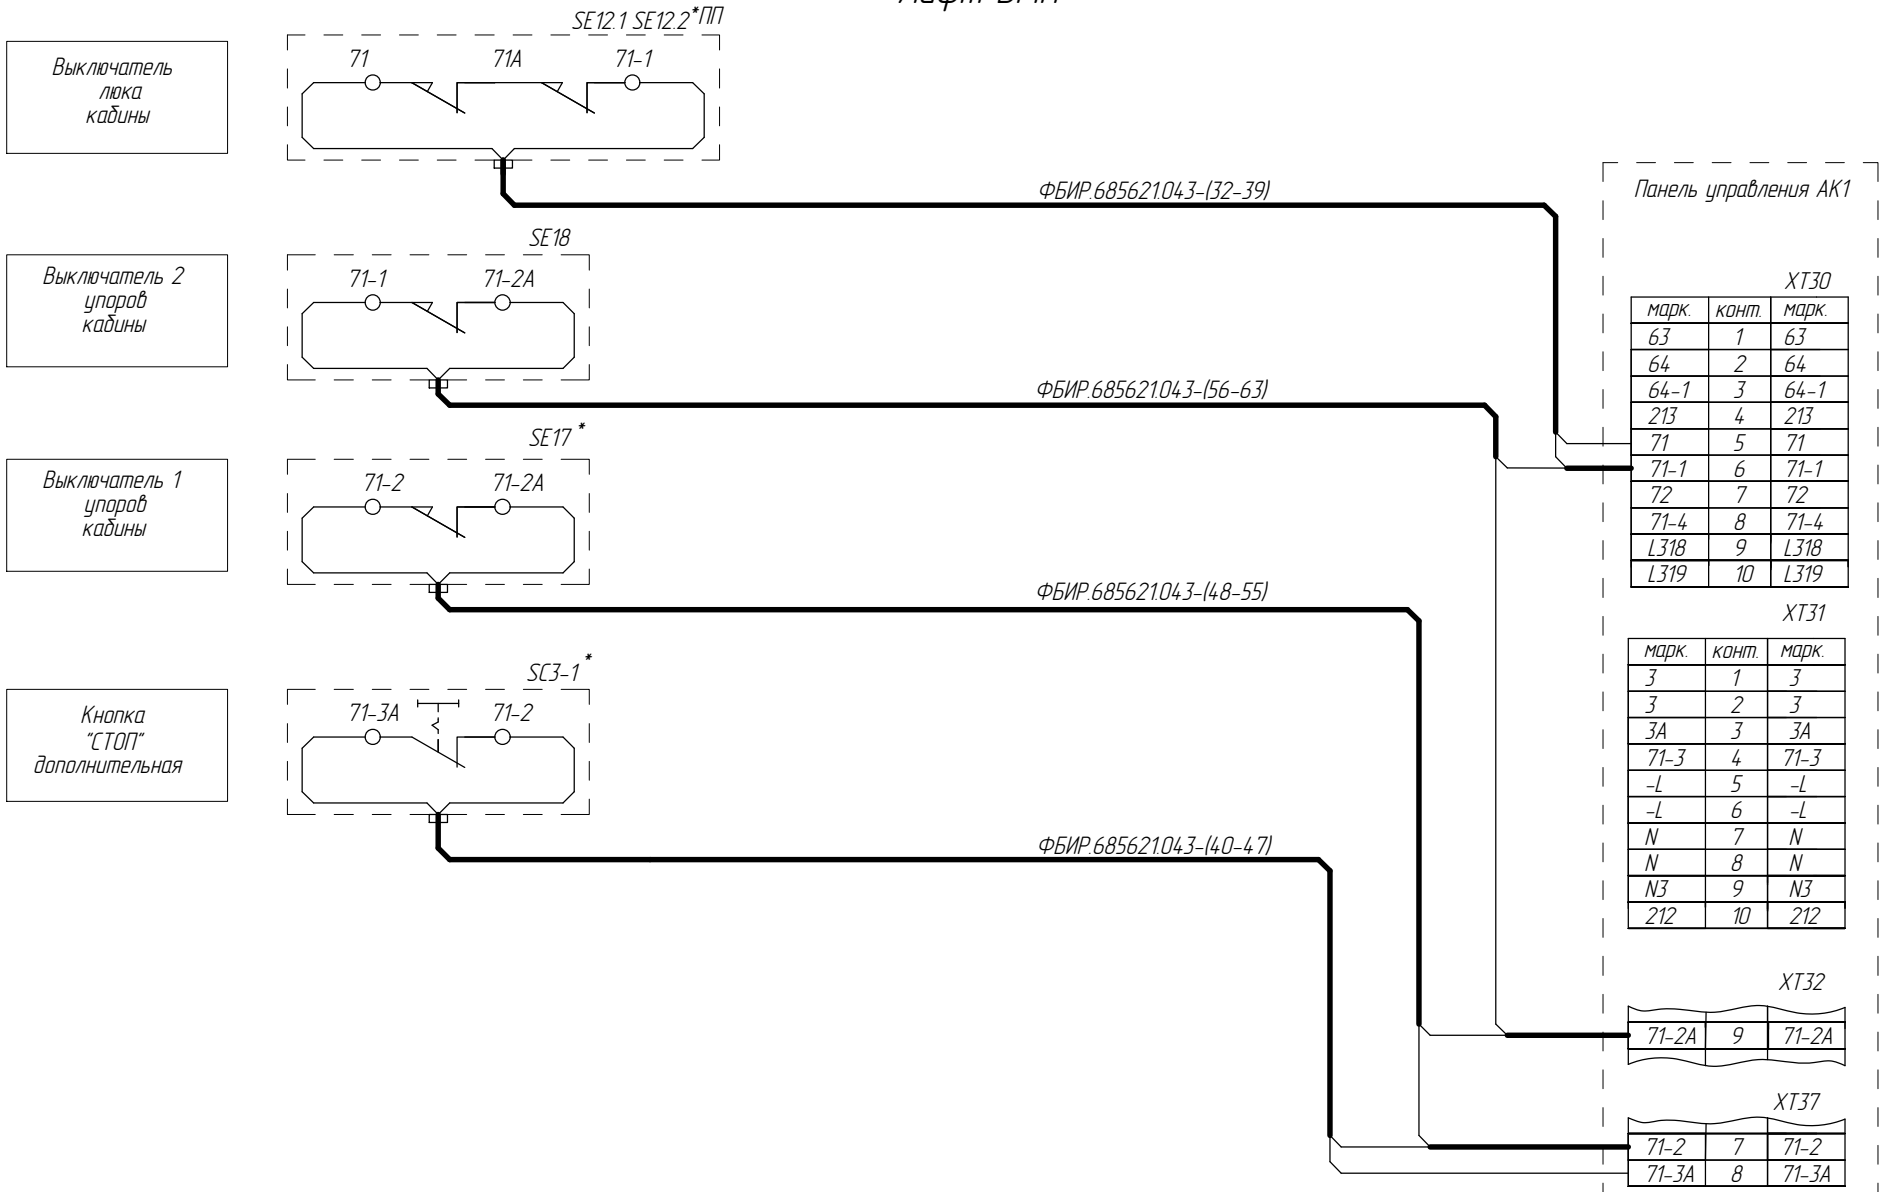 SE12.1 SE12.2*ПП
Выключатель
люка
кабины
71 71А 71-1
ФБИР.685621.043-(32-39)
Панель управления АК1
SE18
Выключатель 2
упоров
кабины
71-1 71-2А
ФБИР.685621.043-(56-63)
SE17*
Выключатель 1
упоров
кабины
71-2 71-2А
ФБИР.685621.043-(48-55)
SC3-1*
Кнопка
"СТОП"
дополнительная
71-3А 71-2
ФБИР.685621.043-(40-47)
XT30
марк. конт. марк.
63 1 63
64 2 64
64-1 3 64-1
213 4 213
71 5 71
71-1 6 71-1
72 7 72
71-4 8 71-4
L318 9 L318
L319 10 L319
XT31
марк. конт. марк.
3 1 3
3 2 3
3А 3 3А
71-3 4 71-3
-L 5 -L
-L 6 -L
N 7 N
N 8 N
N3 9 N3
212 10 212
XT32
71-2А 9 71-2А
XT37
71-2 7 71-2
71-3А 8 71-3А